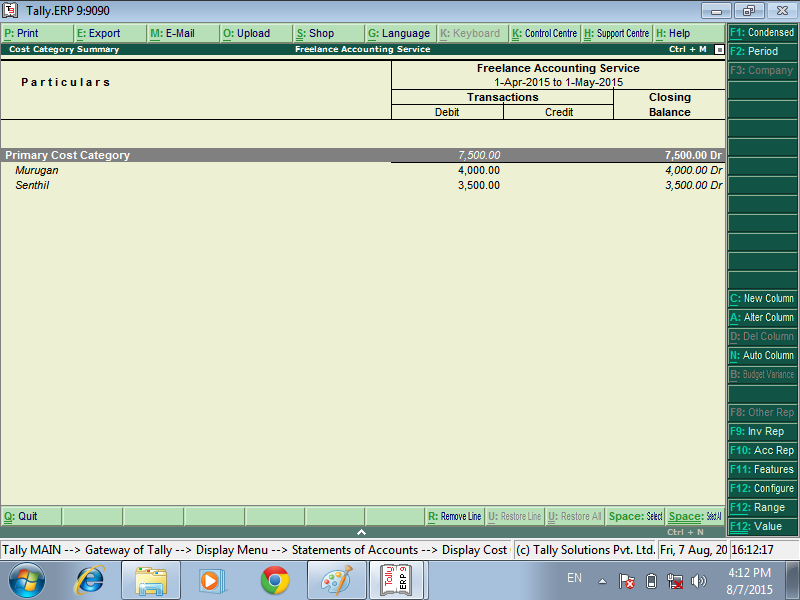 Tally.ERP 9:9090
P: Print E: Export M: E-Mail O: Upload S: Shop G: Language K: Keyboard K: Control Centre H: Support Centre H: Help
Cost Category Summary Freelance Accounting Service Ctrl + M
Particulars
Freelance Accounting Service
1-Apr-2015 to 1-May-2015
Transactions Closing
Debit Credit Balance
Primary Cost Category 7,500.00 7,500.00 Dr
Murugan 4,000.00 4,000.00 Dr
Senthil 3,500.00 3,500.00 Dr
F1: Condensed
F2: Period
F3: Company
C: New Column
A: Alter Column
D: Del Column
N: Auto Column
B: Budget Variance
F8: Other Rep
F9: Inv Rep
F10: Acc Rep
F11: Features
F12: Configure
F12: Range
F12: Value
Q: Quit R: Remove Line U: Restore Line U: Restore All Space: Select Space: Select All
Ctrl + N
Tally MAIN --> Gateway of Tally --> Display Menu --> Statements of Accounts --> Display Cost (c) Tally Solutions Pvt. Ltd. Fri, 7 Aug, 20 16:12:17
Tally ERP 9
EN 4:12 PM
8/7/2015